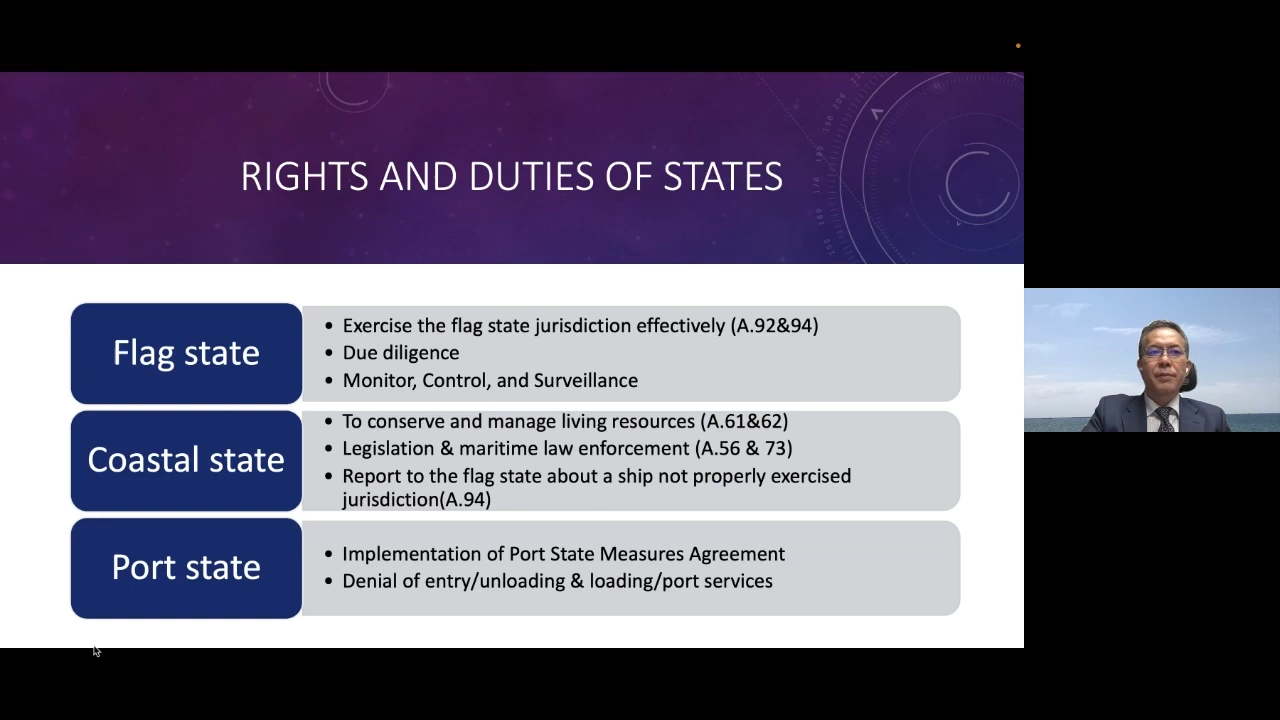 RIGHTS AND DUTIES OF STATES
Flag state
• Exercise the flag state jurisdiction effectively (A.92&94)
• Due diligence
• Monitor, Control, and Surveillance
Coastal state
• To conserve and manage living resources (A.61&62)
• Legislation & maritime law enforcement (A.56 & 73)
• Report to the flag state about a ship not properly exercised
jurisdiction(A.94)
Port state
• Implementation of Port State Measures Agreement
• Denial of entry/unloading & loading/port services